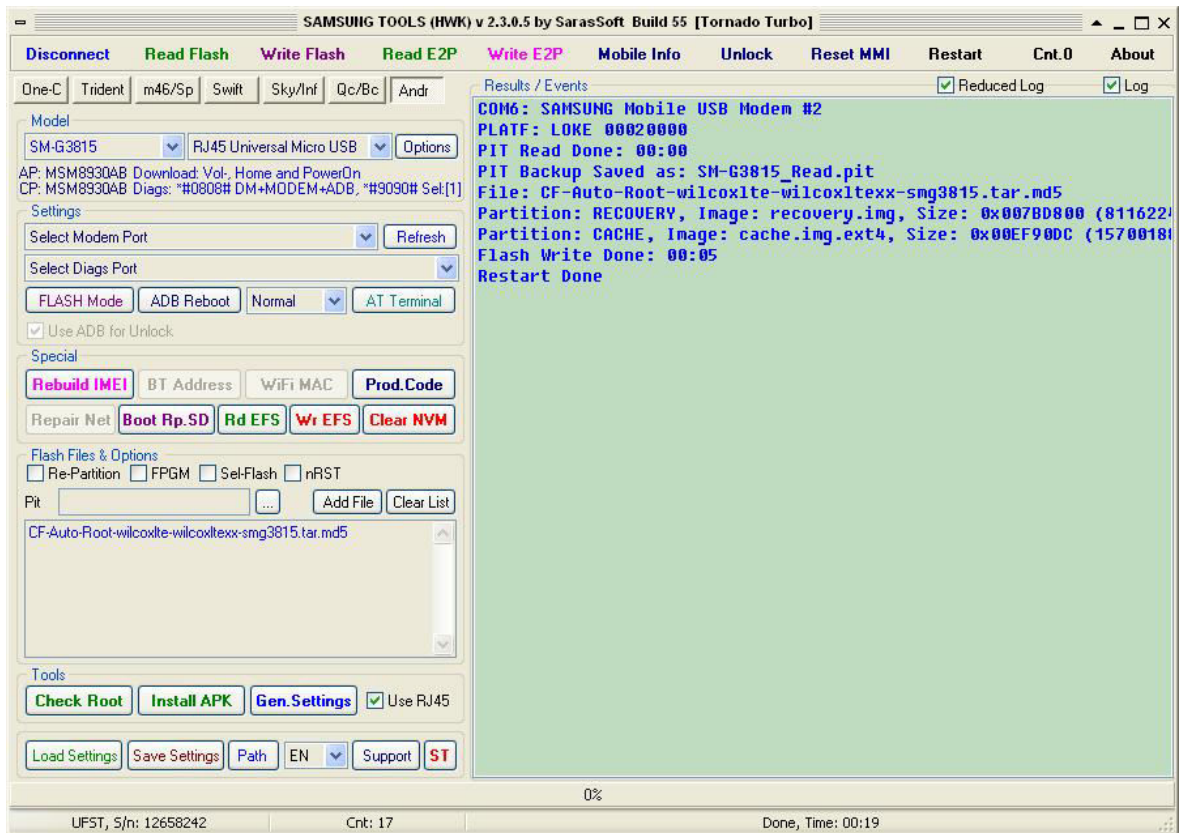 SAMSUNG TOOLS (HWK) v 2.3.0.5 by SarasSoft Build 55 [Tornado Turbo]
Disconnect Read Flash Write Flash Read E2P Write E2P Mobile Info Unlock Reset MMI Restart Cnt.0 About
One-C Trident m46/Sp Swift Sky/Inf Qc/Bc Andr
Model
SM-G3815 RJ45 Universal Micro USB Options
AP: MSM8930AB Download: Vol-, Home and PowerOn
CP: MSM8930AB Diags: *#0808# DM+MODEM+ADB, *#9090# Sel:[1]
Settings
Select Modem Port Refresh
Select Diags Port
FLASH Mode ADB Reboot Normal AT Terminal
Use ADB for Unlock
Special
Rebuild IMEI BT Address WiFi MAC Prod.Code
Repair Net Boot Rp.SD Rd EFS Wr EFS Clear NVM
Flash Files & Options
Re-Partition FPGM Sel-Flash nRST
Pit ... Add File Clear List
CF-Auto-Root-wilcoxlte-wilcoxltexx-smg3815.tar.md5
Tools
Check Root Install APK Gen.Settings Use RJ45
Load Settings Save Settings Path EN Support ST
Results / Events Reduced Log Log
COM6: SAMSUNG Mobile USB Modem #2
PLATF: LOKE 00020000
PIT Read Done: 00:00
PIT Backup Saved as: SM-G3815_Read.pit
File: CF-Auto-Root-wilcoxlte-wilcoxltexx-smg3815.tar.md5
Partition: RECOVERY, Image: recovery.img, Size: 0x007BD800 (811622
Partition: CACHE, Image: cache.img.ext4, Size: 0x00EF90DC (1570018
Flash Write Done: 00:05
Restart Done
0%
UFST, S/n: 12658242 Cnt: 17 Done, Time: 00:19